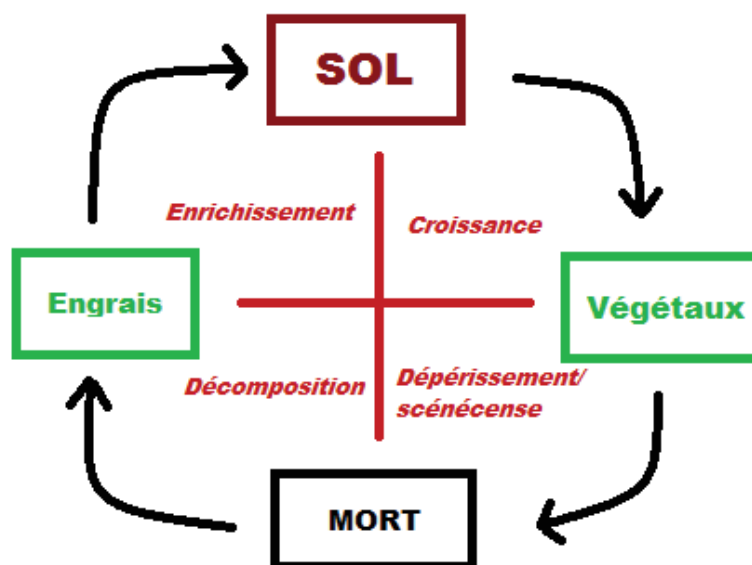 SOL
Enrichissement
Croissance
Engrais
Végétaux
Décomposition
Dépérissement/
scénécense
MORT